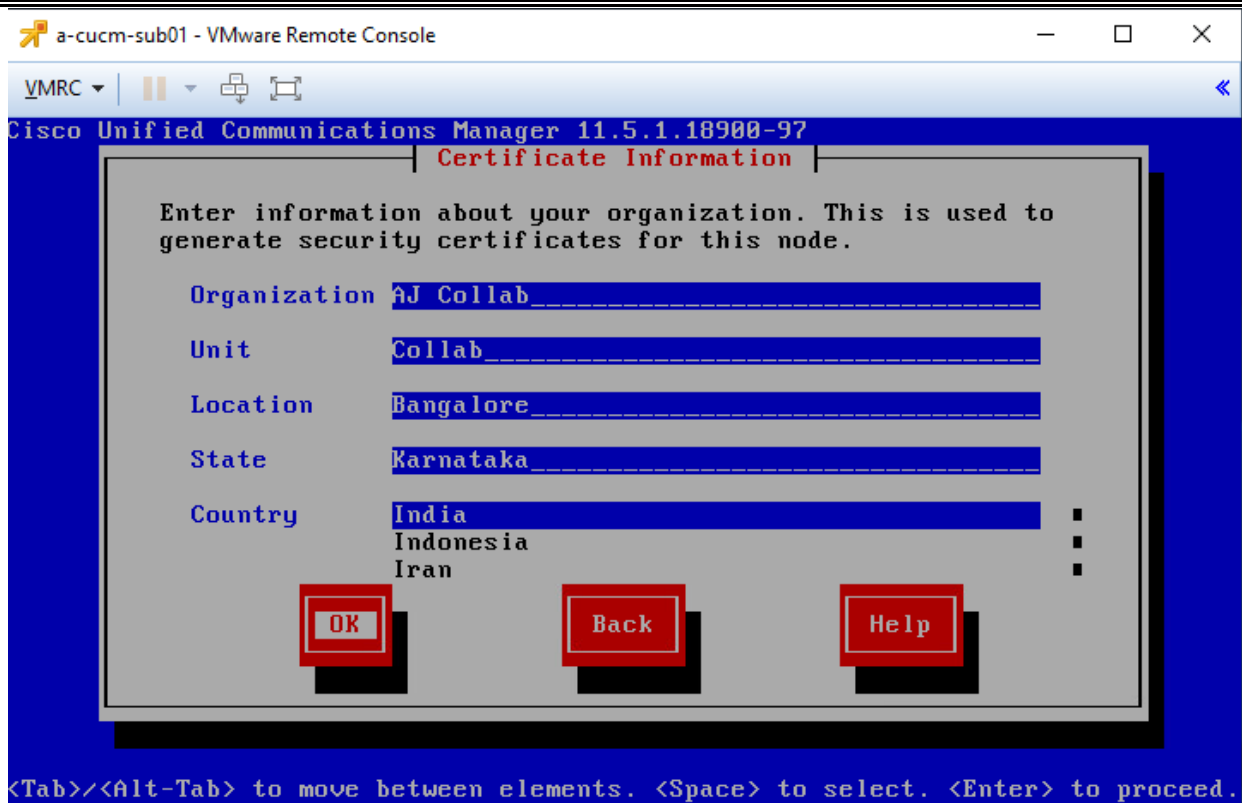 a-cucm-sub01 - VMware Remote Console
VMRC
Cisco Unified Communications Manager 11.5.1.18900-97
Certificate Information
Enter information about your organization. This is used to
generate security certificates for this node.
Organization AJ Collab
Unit Collab
Location Bangalore
State Karnataka
Country India
Indonesia
Iran
OK Back Help
<Tab>/<Alt-Tab> to move between elements. <Space> to select. <Enter> to proceed.